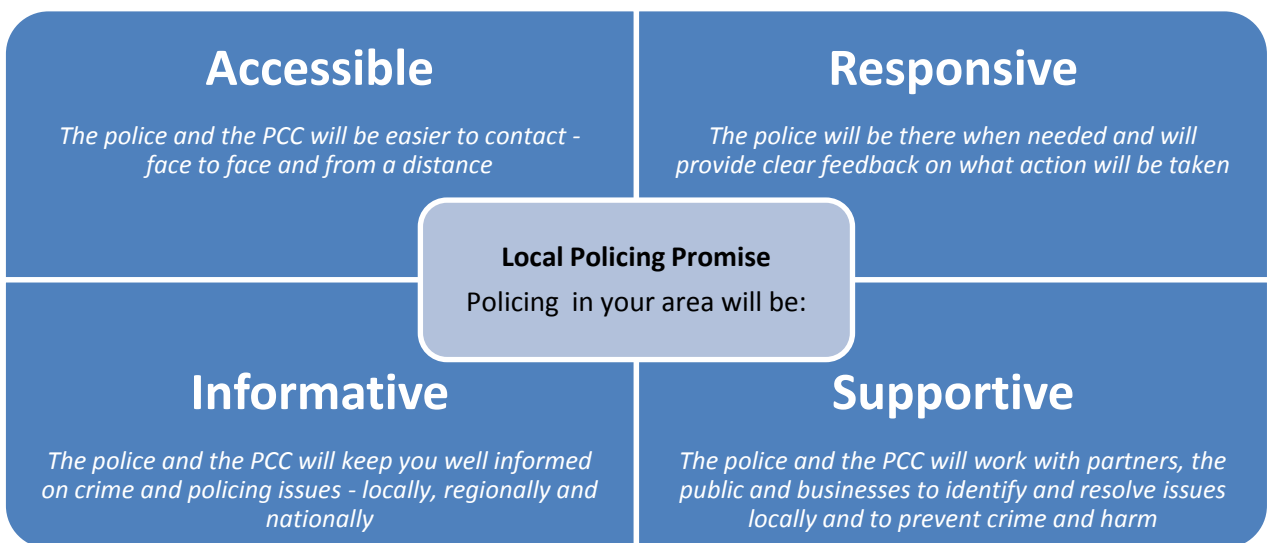 Accessible
The police and the PCC will be easier to contact -
face to face and from a distance
Responsive
The police will be there when needed and will
provide clear feedback on what action will be taken
Local Policing Promise
Policing  in your area will be:
Informative
The police and the PCC will keep you well informed
on crime and policing issues - locally, regionally and
nationally
Supportive
The police and the PCC will work with partners, the
public and businesses to identify and resolve issues
locally and to prevent crime and harm